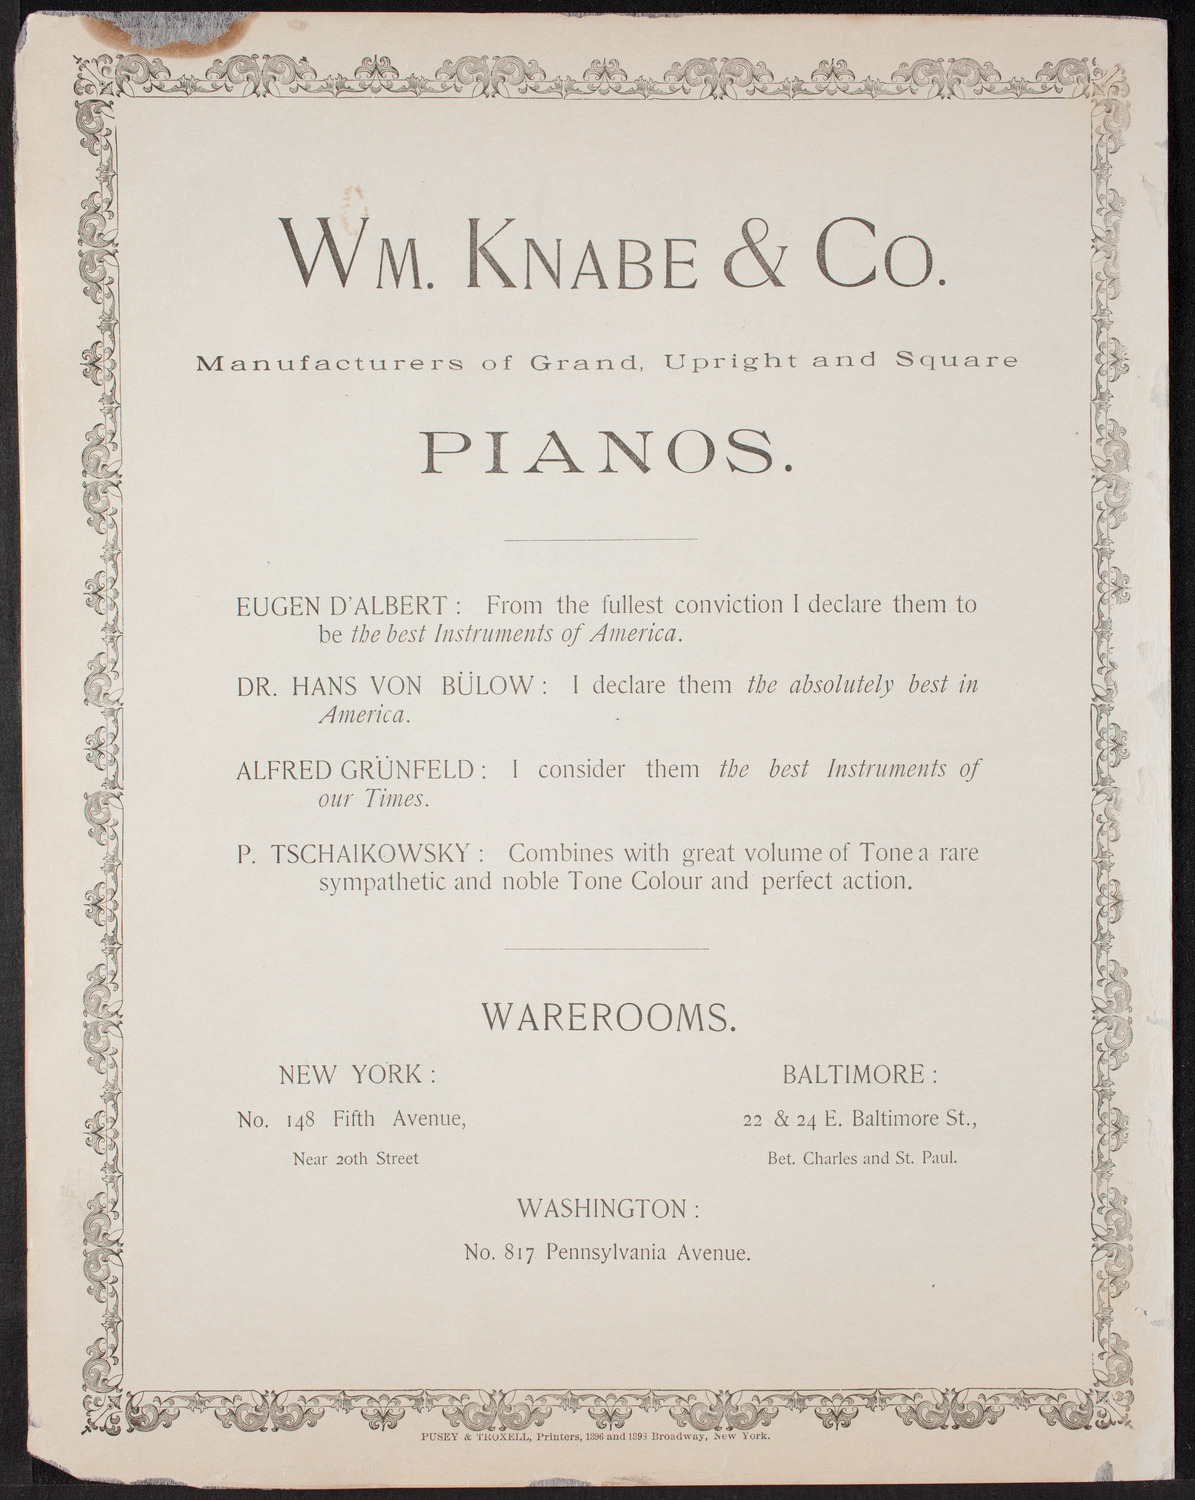 WM. KNABE & CO.
Manufacturers of Grand, Upright and Square
PIANOS.
EUGEN D'ALBERT : From the fullest conviction I declare them to
be the best Instruments of America.
DR. HANS VON BÜLOW : I declare them the absolutely best in
America.
ALFRED GRÜNFELD : I consider them the best Instruments of
our Times.
P. TSCHAIKOWSKY : Combines with great volume of Tone a rare
sympathetic and noble Tone Colour and perfect action.
WAREROOMS.
NEW YORK :
No. 148 Fifth Avenue,
Near 20th Street
BALTIMORE :
22 & 24 E. Baltimore St.,
Bet. Charles and St. Paul.
WASHINGTON :
No. 817 Pennsylvania Avenue.
PUSEY & TROXELL, Printers, 1896 and 1898 Broadway, New York.